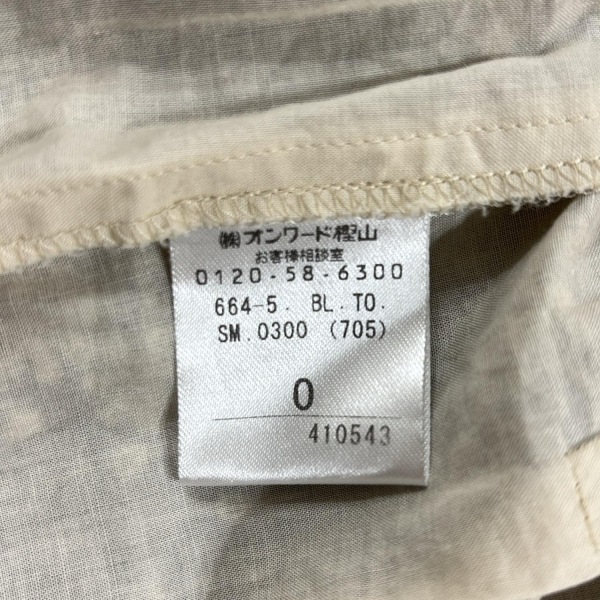 ㈱オンワード樫山
お客様相談室
0120-58-6300
664-5. BL.TO.
SM.0300 (705)
0
410543